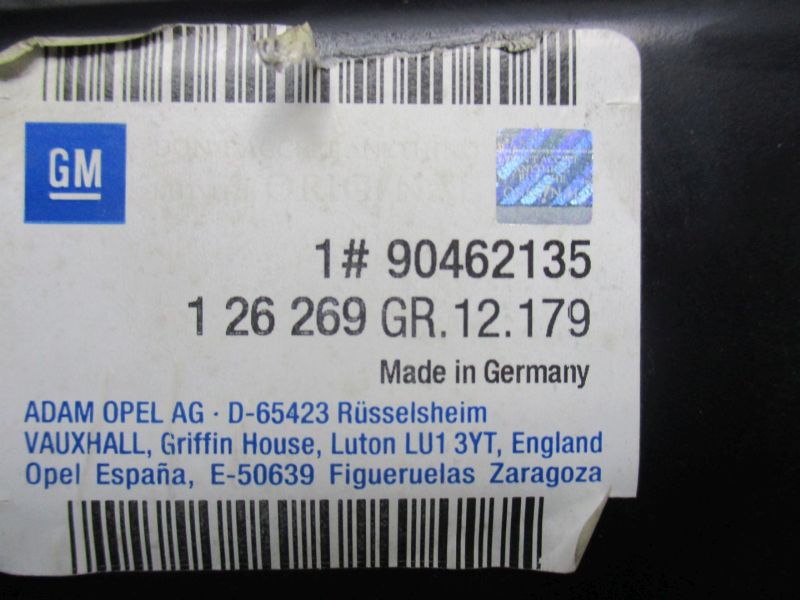 GM
1# 90462135
1 26 269 GR.12.179
Made in Germany
ADAM OPEL AG · D-65423 Rüsselsheim
VAUXHALL, Griffin House, Luton LU1 3YT, England
Opel España, E-50639 Figueruelas Zaragoza